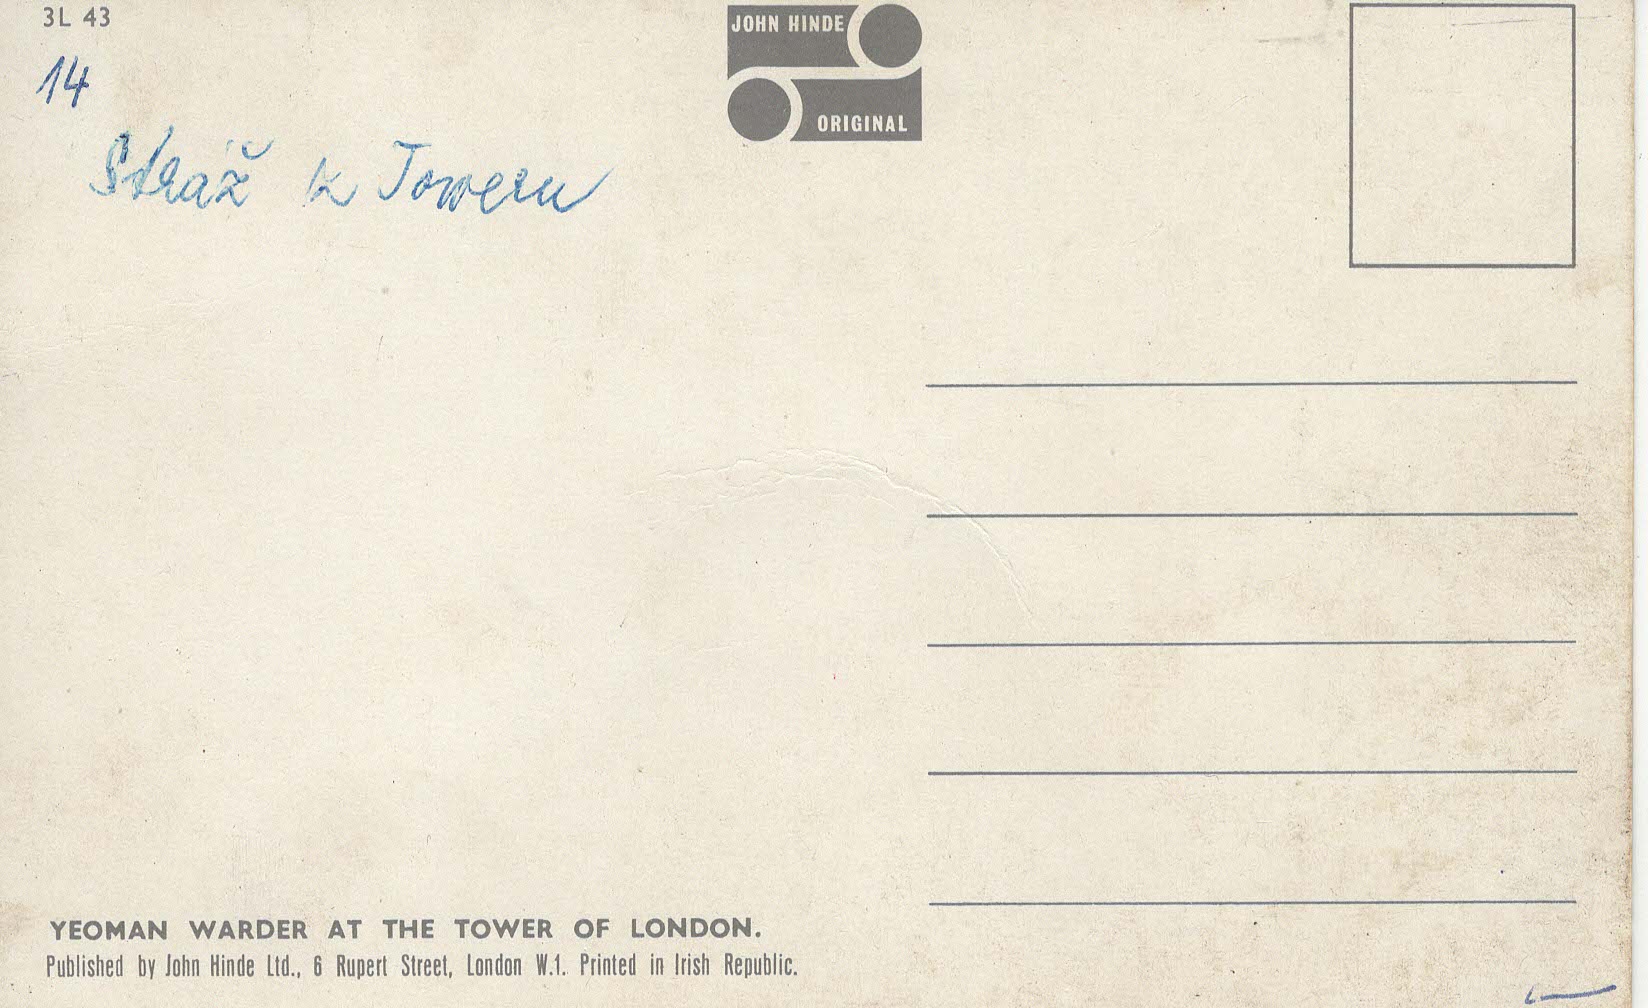 3L 43
JOHN HINDE
ORIGINAL
14
Stráž z Toweru
YEOMAN WARDER AT THE TOWER OF LONDON.
Published by John Hinde Ltd., 6 Rupert Street, London W.1. Printed in Irish Republic.